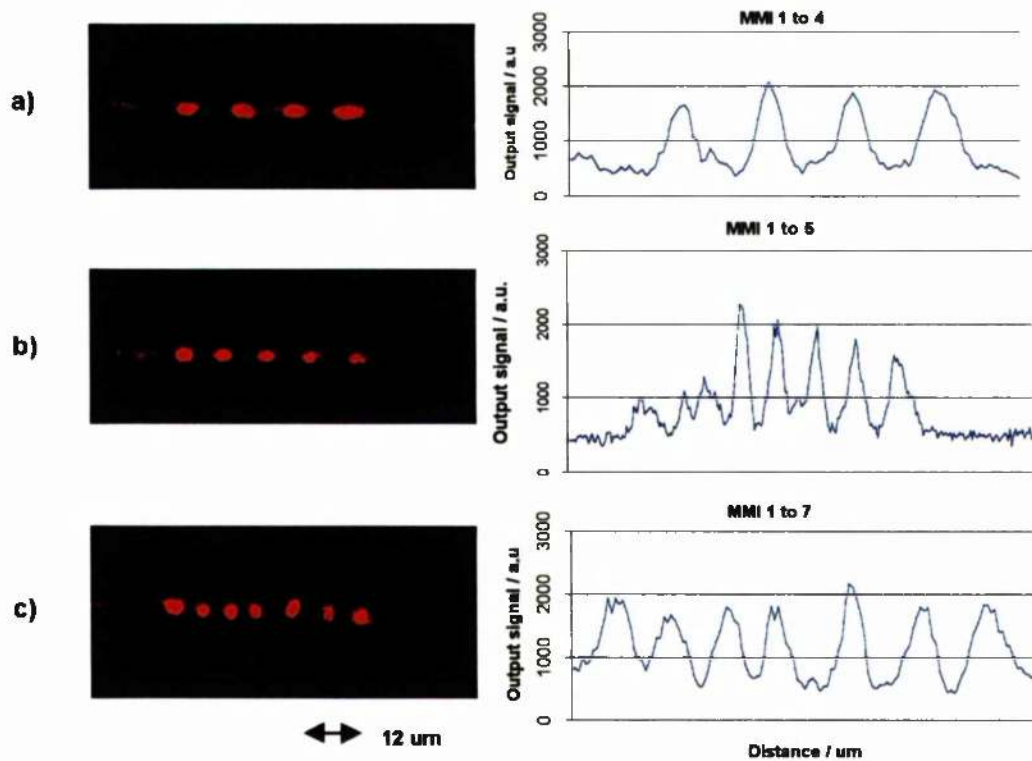 a)
MMI 1 to 4
Output signal / a.u
3000
2000
1000
0
b)
MMI 1 to 5
Output signal / a.u.
3000
2000
1000
0
c)
MMI 1 to 7
Output signal / a.u
3000
2000
1000
0
12 um
Distance / um